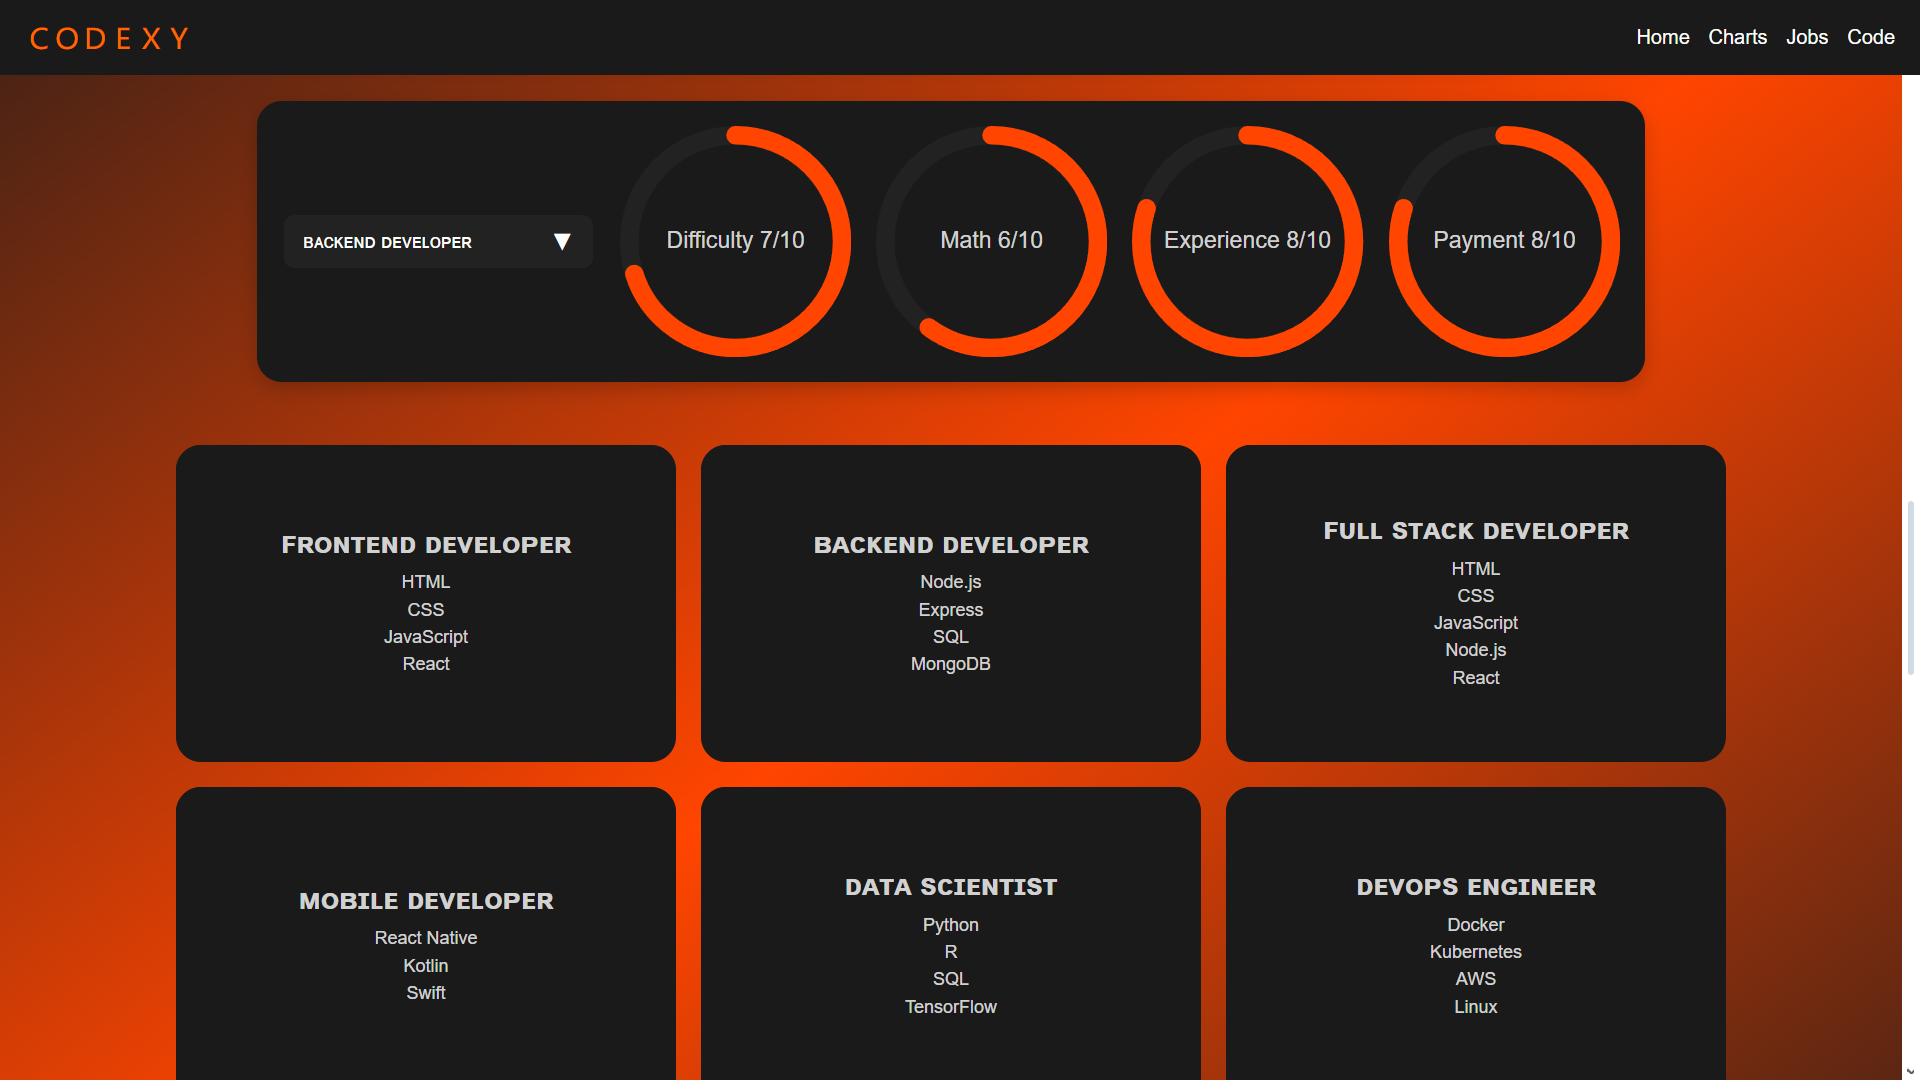 CODEXY
Home Charts Jobs Code
BACKEND DEVELOPER ▼
Difficulty 7/10
Math 6/10
Experience 8/10
Payment 8/10
FRONTEND DEVELOPER
HTML
CSS
JavaScript
React
BACKEND DEVELOPER
Node.js
Express
SQL
MongoDB
FULL STACK DEVELOPER
HTML
CSS
JavaScript
Node.js
React
MOBILE DEVELOPER
React Native
Kotlin
Swift
DATA SCIENTIST
Python
R
SQL
TensorFlow
DEVOPS ENGINEER
Docker
Kubernetes
AWS
Linux